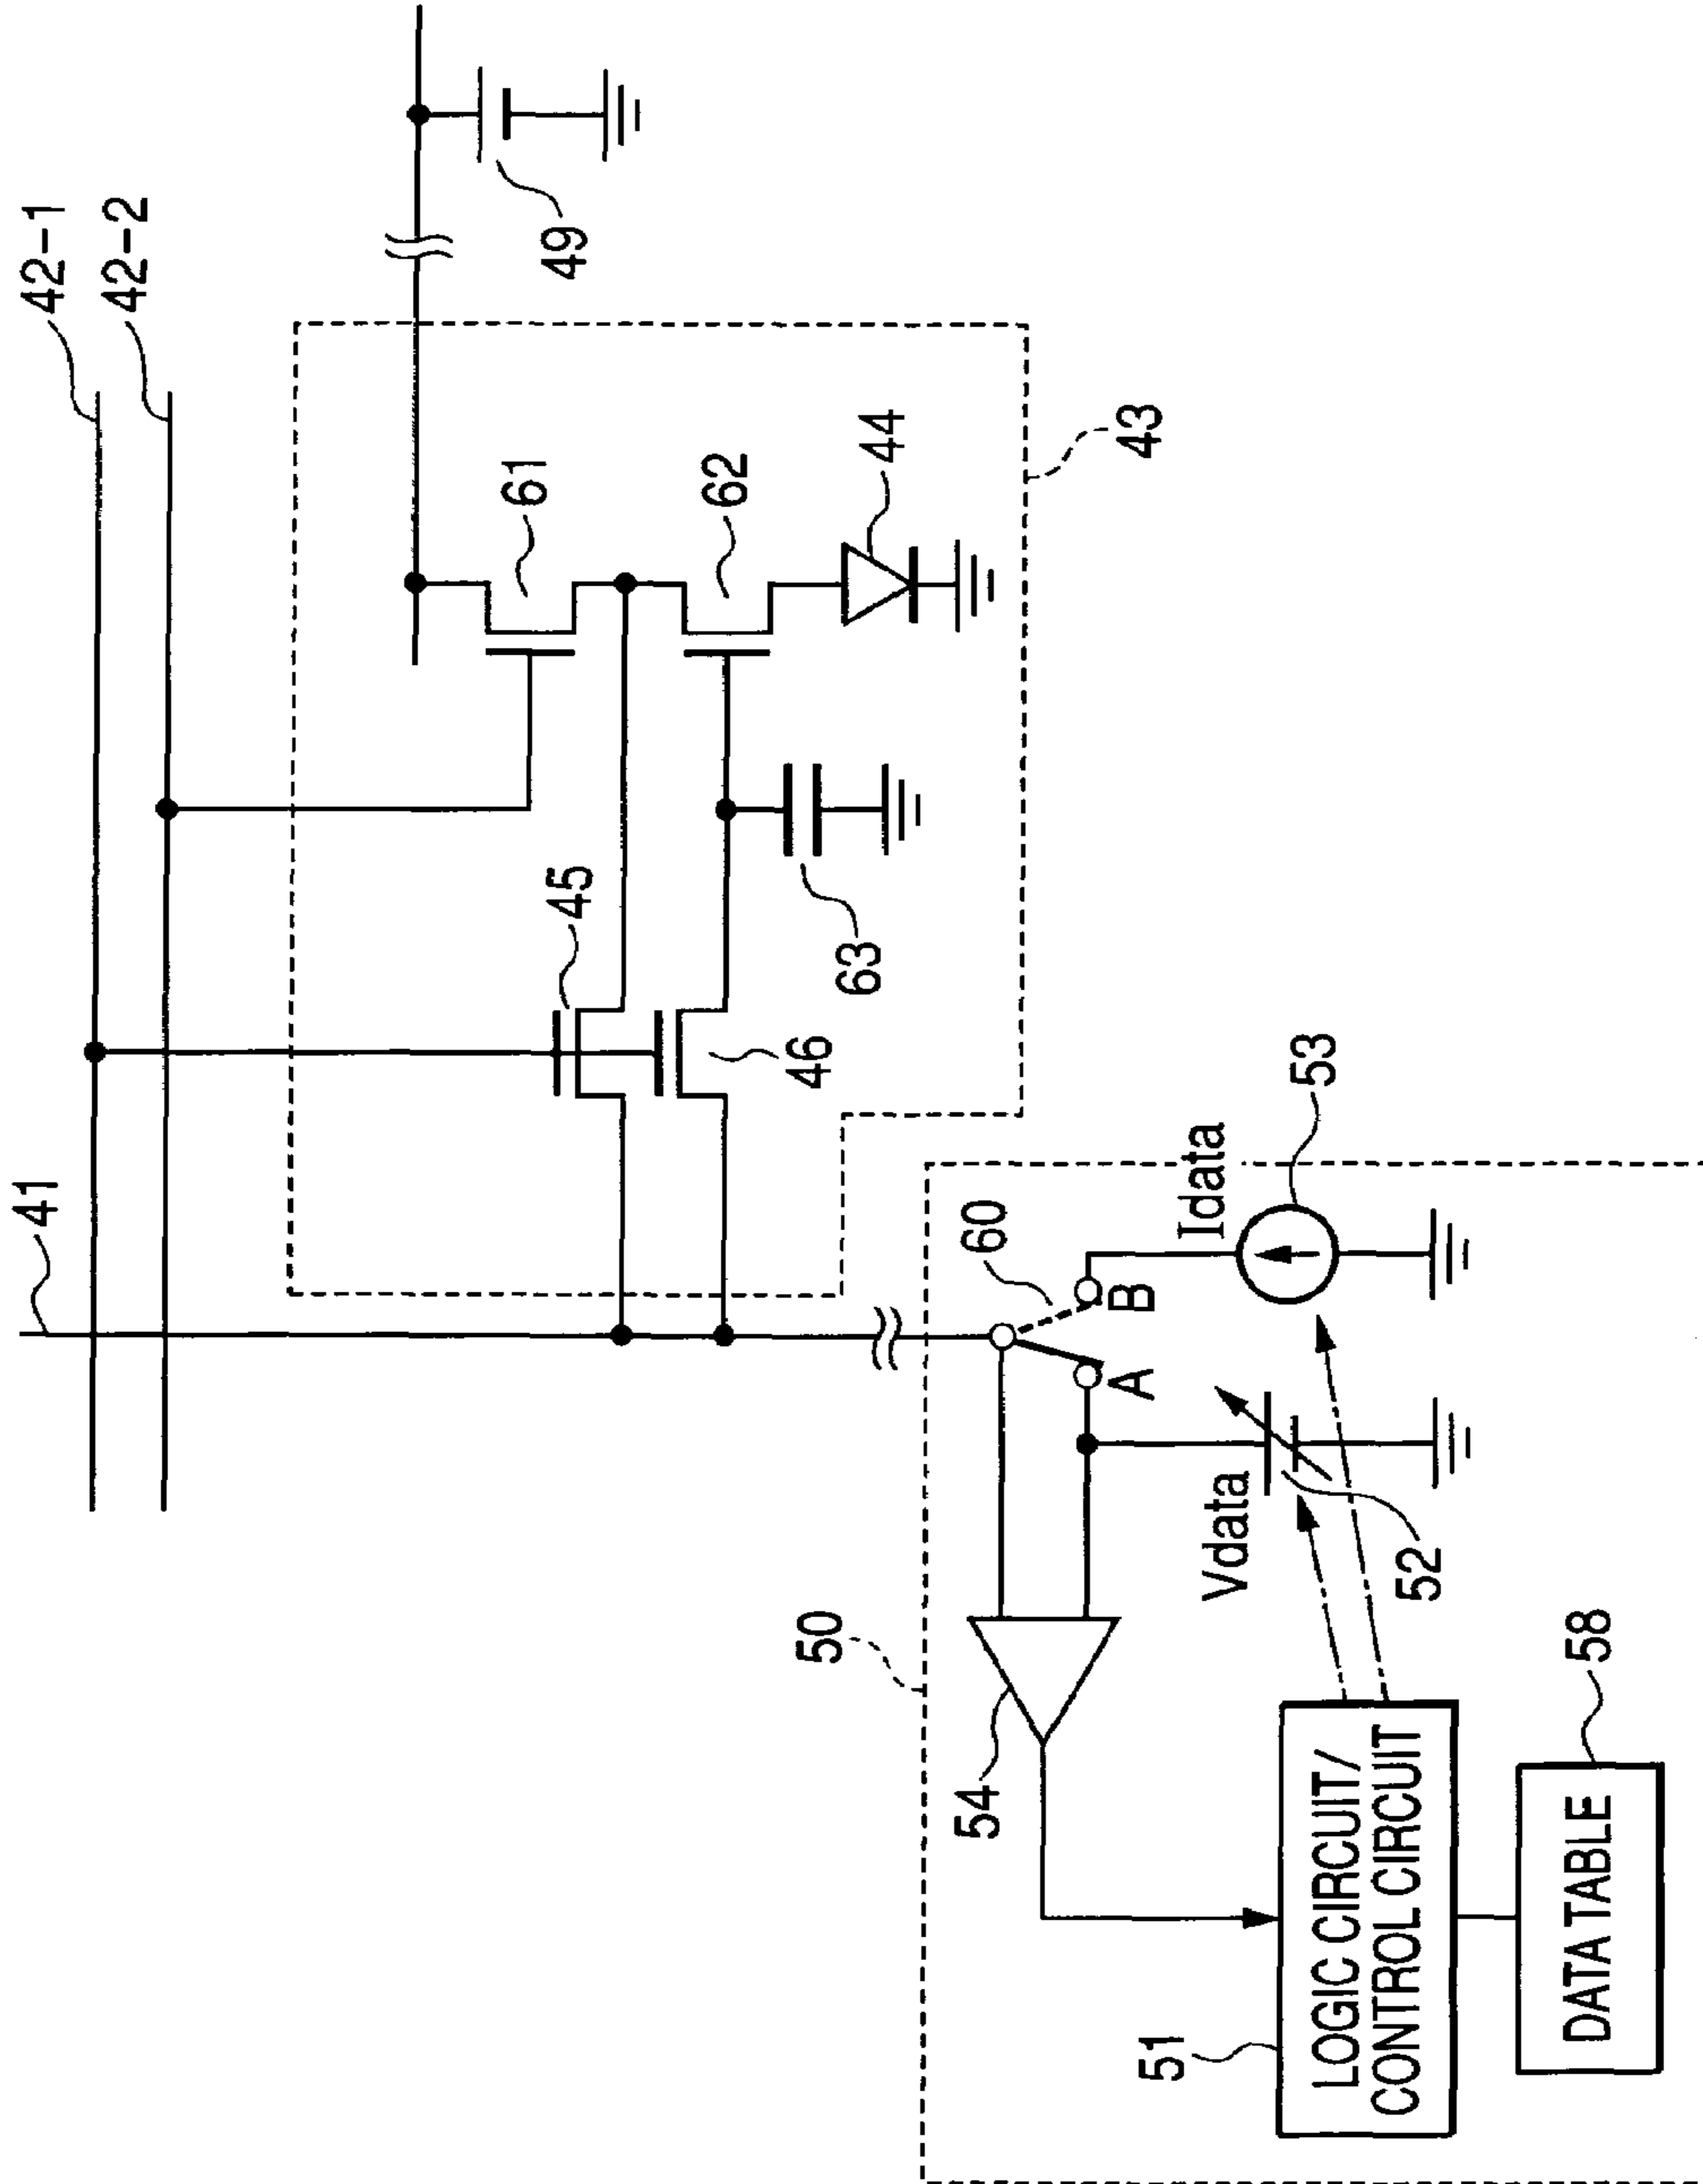 41
42-1
42-2
49
61
62
44
43
45
46
63
50
60
54
A
B
Idata
53
Vdata
52
51
LOGIC CIRCUIT/
CONTROL CIRCUIT
58
DATA TABLE